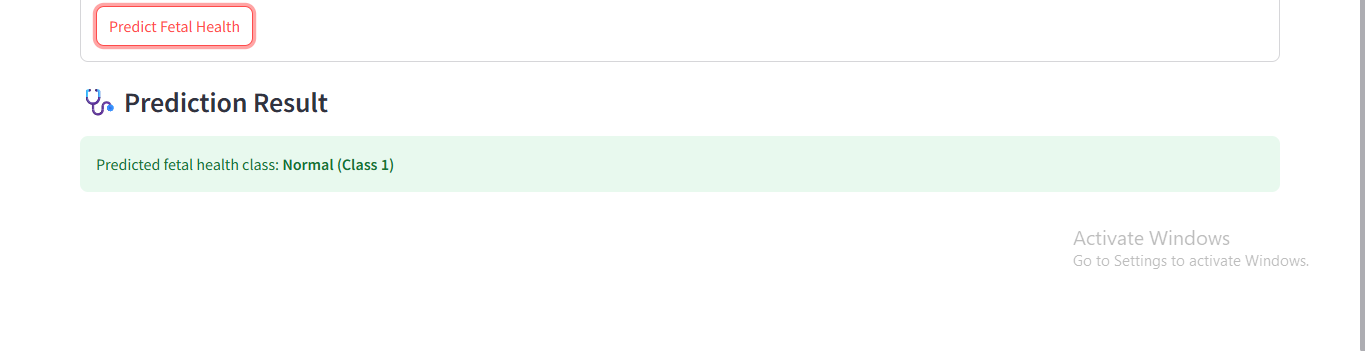 Predict Fetal Health
Prediction Result
Predicted fetal health class: Normal (Class 1)
Activate Windows
Go to Settings to activate Windows.